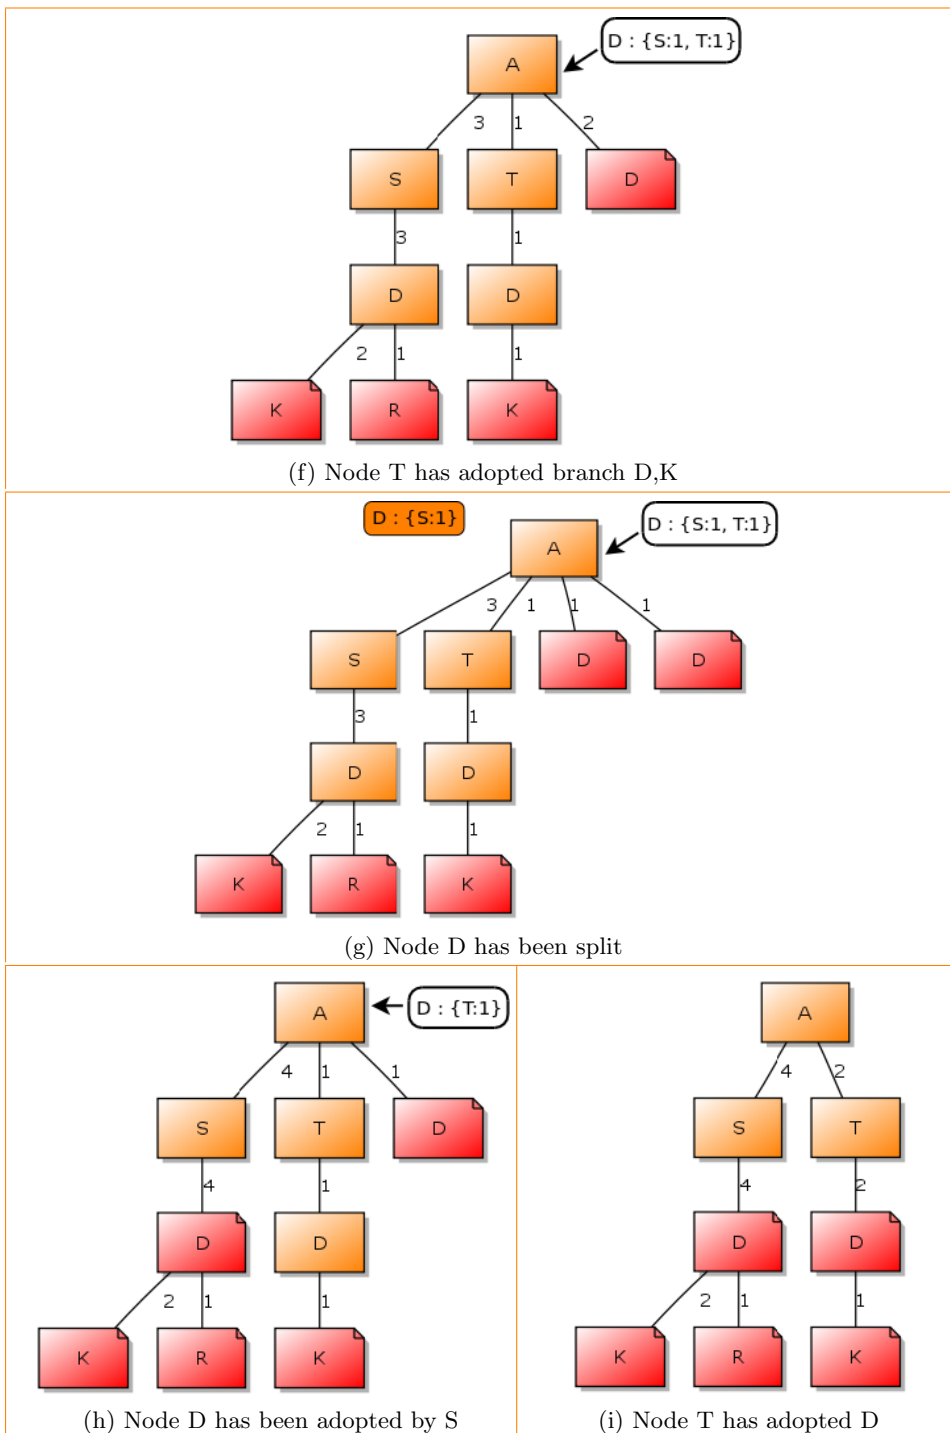 D : {S:1, T:1}
A
3 1 2
S T D
3 1
D D
2 1 1
K R K
(f) Node T has adopted branch D,K
D : {S:1}
D : {S:1, T:1}
A
3 1 1 1
S T D D
3 1
D D
2 1 1
K R K
(g) Node D has been split
A
D : {T:1}
4 1 1
S T D
4 1
D D
2 1 1
K R K
(h) Node D has been adopted by S
A
4 2
S T
4 2
D D
2 1 1
K R K
(i) Node T has adopted D